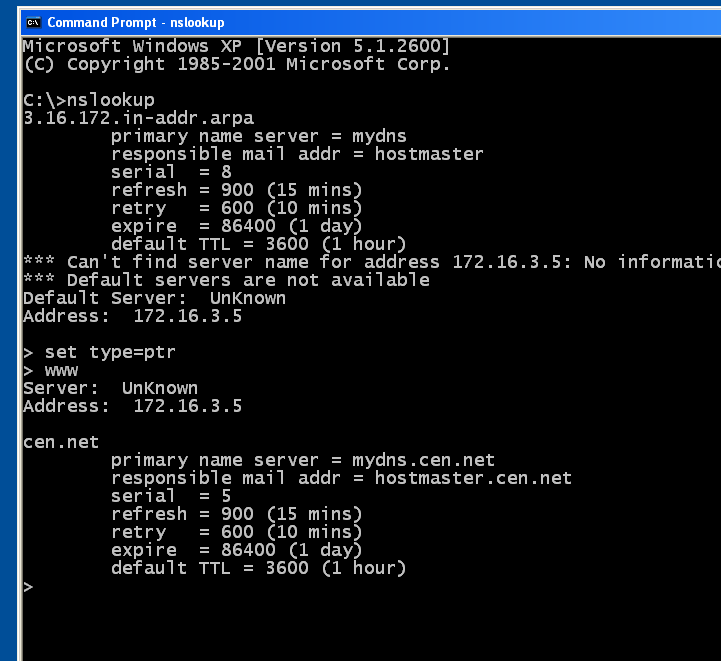 Command Prompt - nslookup
Microsoft Windows XP [Version 5.1.2600]
(C) Copyright 1985-2001 Microsoft Corp.
C:\>nslookup
3.16.172.in-addr.arpa
primary name server = mydns
responsible mail addr = hostmaster
serial  = 8
refresh = 900 (15 mins)
retry   = 600 (10 mins)
expire  = 86400 (1 day)
default TTL = 3600 (1 hour)
*** Can't find server name for address 172.16.3.5: No informatic
*** Default servers are not available
Default Server:  UnKnown
Address:  172.16.3.5
> set type=ptr
> www
Server:  UnKnown
Address:  172.16.3.5
cen.net
primary name server = mydns.cen.net
responsible mail addr = hostmaster.cen.net
serial  = 5
refresh = 900 (15 mins)
retry   = 600 (10 mins)
expire  = 86400 (1 day)
default TTL = 3600 (1 hour)
>